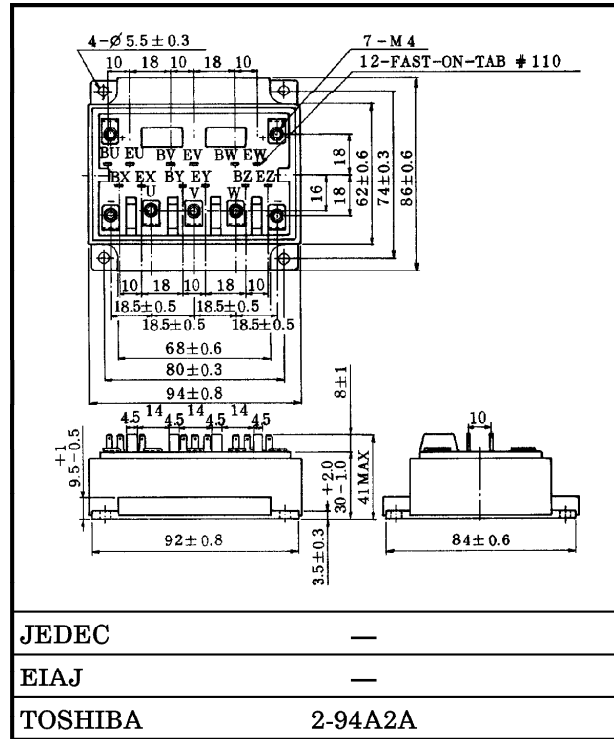 4-Ø 5.5±0.3
7-M4
12-FAST-ON-TAB #110
10 18 10 18 10
+ +
BU EU BV EV BW EW
BX EX BY EY BZ EZ
U V W
- -
18
16 18
62±0.6
74±0.3
86±0.6
10 18 10 18 10
18.5±0.5 18.5±0.5
18.5±0.5 18.5±0.5
68±0.6
80±0.3
94±0.8
14 14 14
4.5 4.5 4.5 4.5
8±1
10
+1
9.5-0.5
+2.0
30-1.0
41MAX
3.5±0.3
92±0.8
84±0.6
JEDEC —
EIAJ —
TOSHIBA 2-94A2A